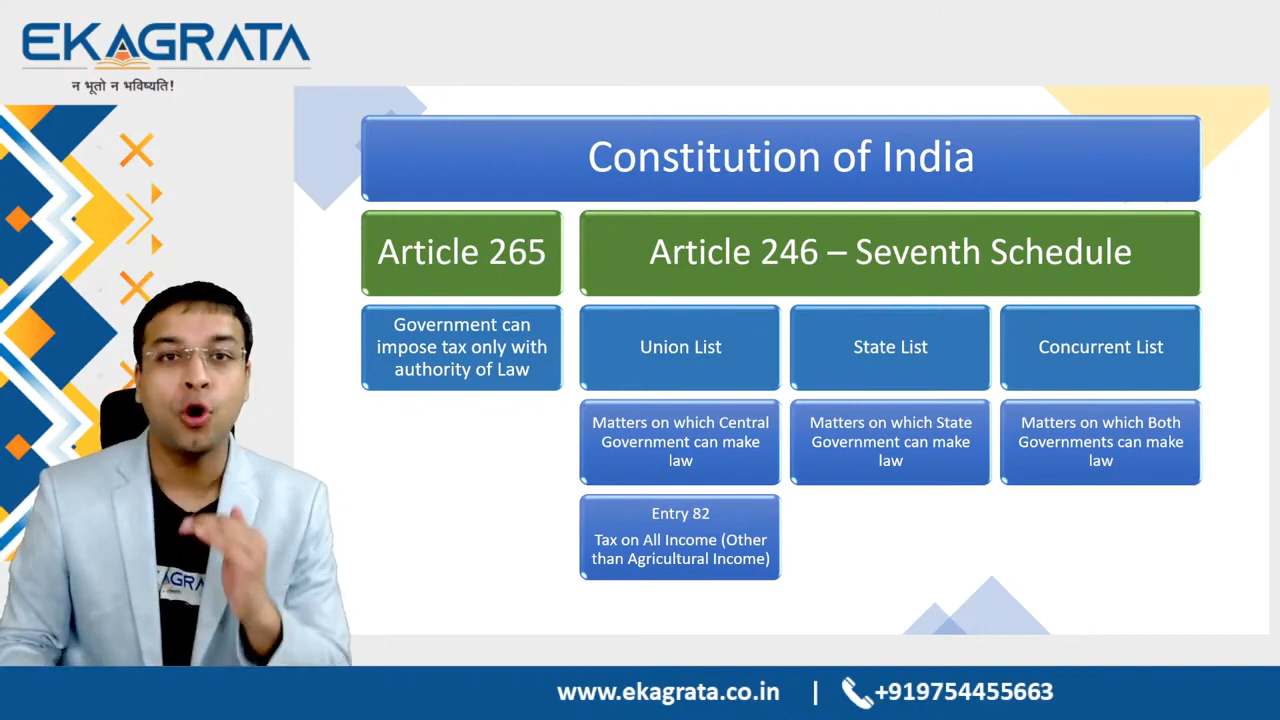 EKAGRATA
न भूतो न भविष्यति!
Constitution of India
Article 265
Article 246 – Seventh Schedule
Government can
impose tax only with
authority of Law
Union List
State List
Concurrent List
Matters on which Central
Government can make
law
Matters on which State
Government can make
law
Matters on which Both
Governments can make
law
Entry 82
Tax on All Income (Other
than Agricultural Income)
www.ekagrata.co.in | +919754455663